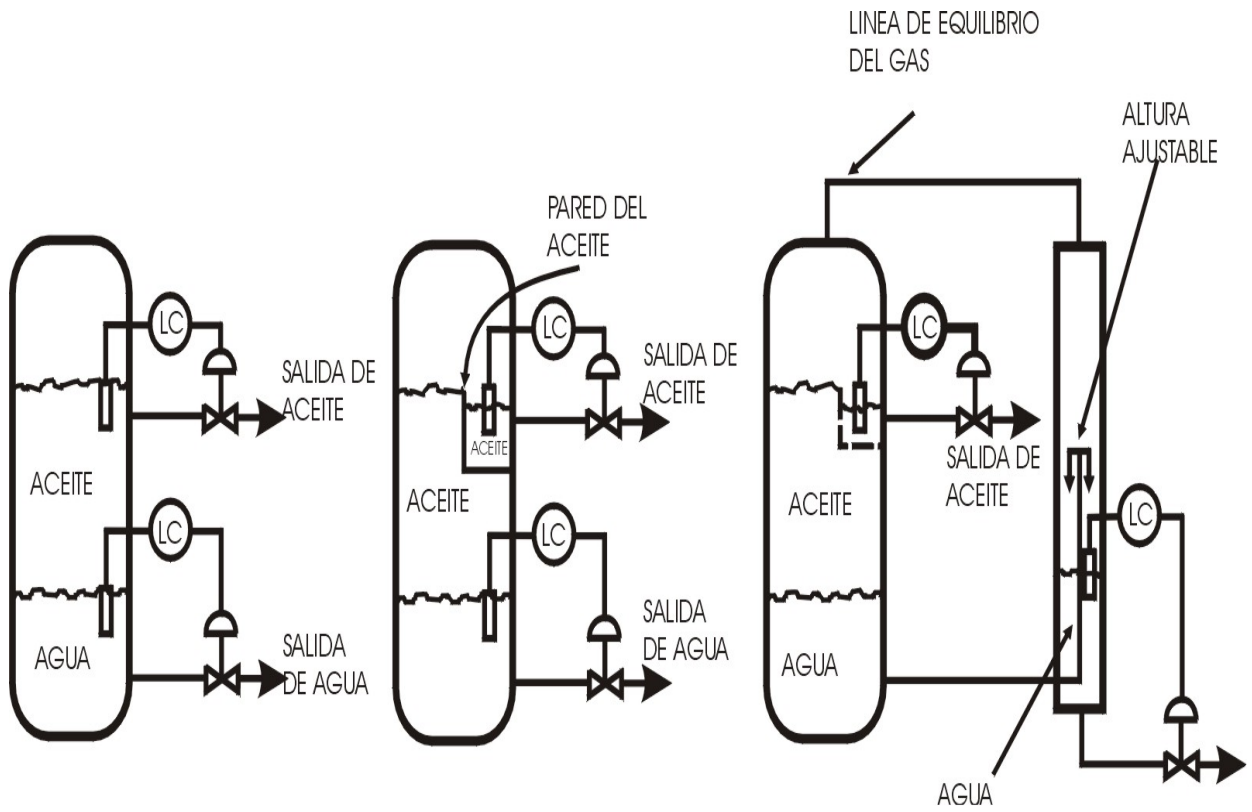 LINEA DE EQUILIBRIO
DEL GAS
ALTURA
AJUSTABLE
PARED DEL
ACEITE
LC
SALIDA DE
ACEITE
ACEITE
LC
AGUA
SALIDA
DE AGUA
LC
SALIDA DE
ACEITE
ACEITE
ACEITE
LC
SALIDA
DE AGUA
LC
SALIDA DE
ACEITE
ACEITE
AGUA
LC
AGUA